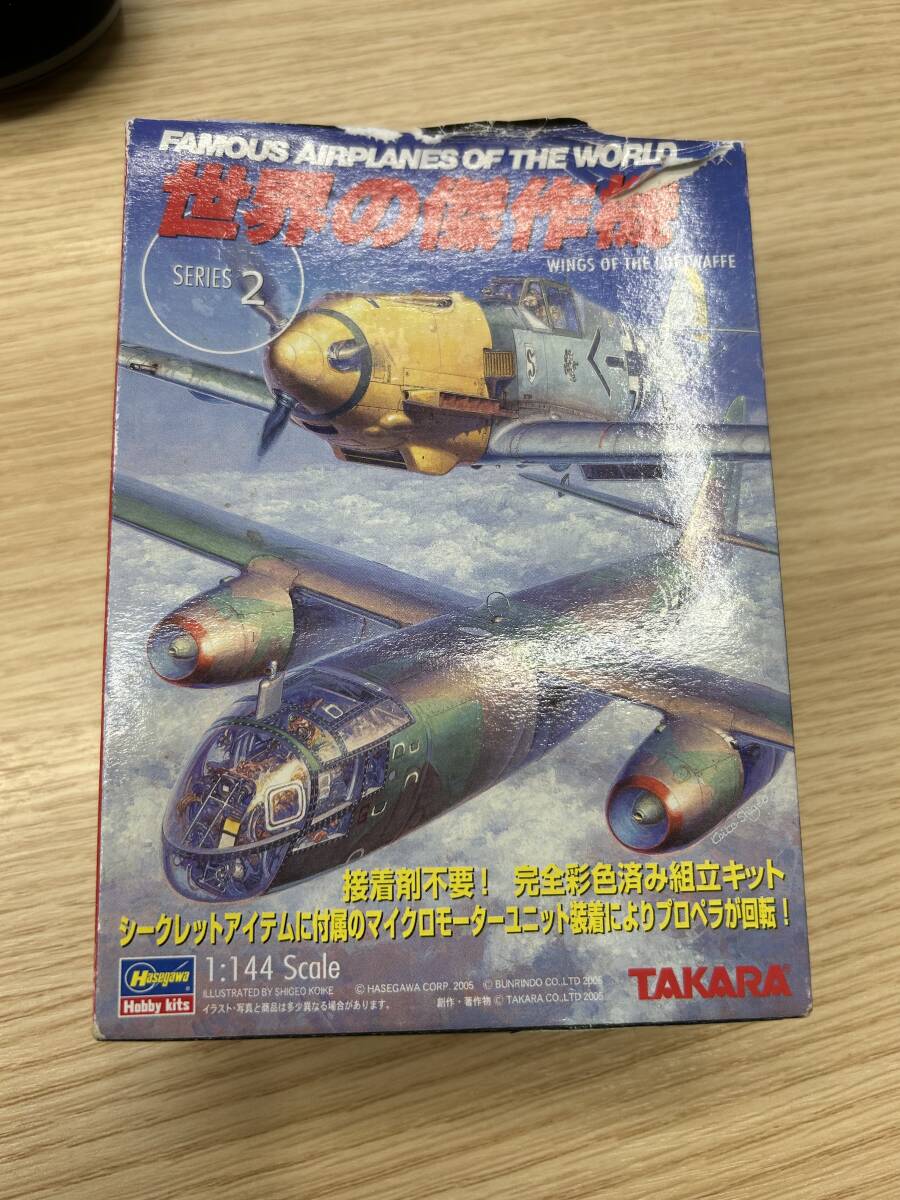 FAMOUS AIRPLANES OF THE WORLD
世界の傑作機
WINGS OF THE LUFTWAFFE
SERIES 2
S
接着剤不要! 完全彩色済み組立キット
シークレットアイテムに付属のマイクロモーターユニット装着によりプロペラが回転!
Hasegawa
Hobby kits
1:144 Scale
ILLUSTRATED BY SHIGEO KOIKE
© HASEGAWA CORP. 2005 © BUNRINDO CO.,LTD 2005
イラスト・写真と商品は多少異なる場合があります。
創作・著作物 © TAKARA CO.,LTD 2005
TAKARA